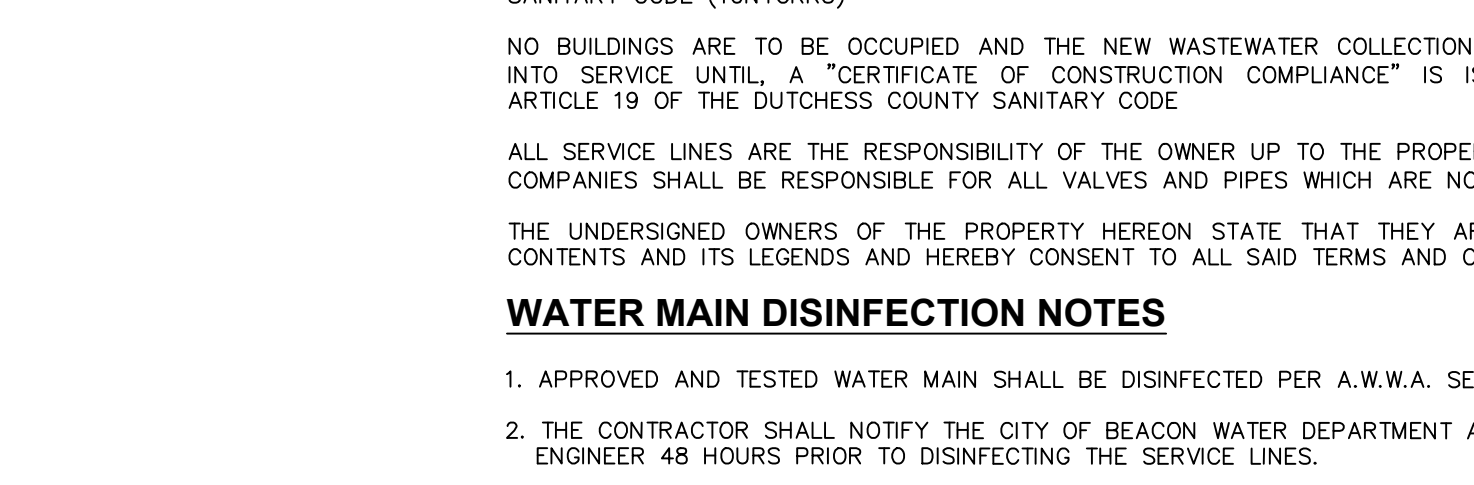 SANITARY CODE (10NYCRR5)
NO BUILDINGS ARE TO BE OCCUPIED AND THE NEW WASTEWATER COLLECTION
INTO SERVICE UNTIL, A "CERTIFICATE OF CONSTRUCTION COMPLIANCE" IS
ARTICLE 19 OF THE DUTCHESS COUNTY SANITARY CODE
ALL SERVICE LINES ARE THE RESPONSIBILITY OF THE OWNER UP TO THE
COMPANIES SHALL BE RESPONSIBLE FOR ALL VALVES AND PIPES WHICH ARE
THE UNDERSIGNED OWNERS OF THE PROPERTY HEREON STATE THAT THEY
CONTENTS AND ITS LEGENDS AND HEREBY CONSENT TO ALL SAID TERMS AND
WATER MAIN DISINFECTION NOTES
1. APPROVED AND TESTED WATER MAIN SHALL BE DISINFECTED PER A.W.W.A.
2. THE CONTRACTOR SHALL NOTIFY THE CITY OF BEACON WATER DEPARTMENT
ENGINEER 48 HOURS PRIOR TO DISINFECTING THE SERVICE LINES.